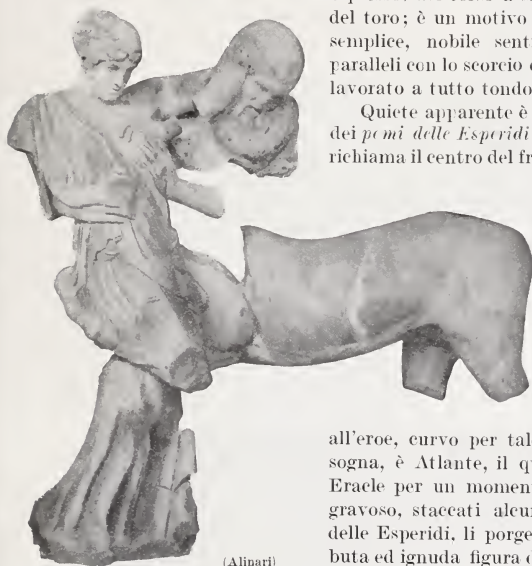 del toro; è un motivo
semplice, nobile sent
paralleli con lo scorcio
lavorato a tutto tondo
Quiete apparente è
dei pomi delle Esperidi
richiama il centro del fr
all'eroe, curvo per tal
sogna, è Atlante, il q
Eracle per un momen
gravoso, staccati alcu
delle Esperidi, li porge
(Alinari)
buta ed ignuda figura